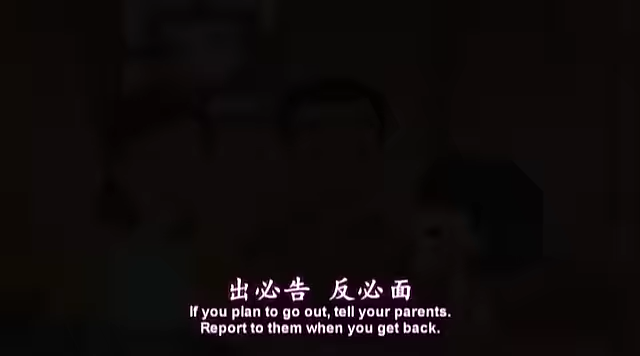 出必告 反必面
If you plan to go out, tell your parents.
Report to them when you get back.